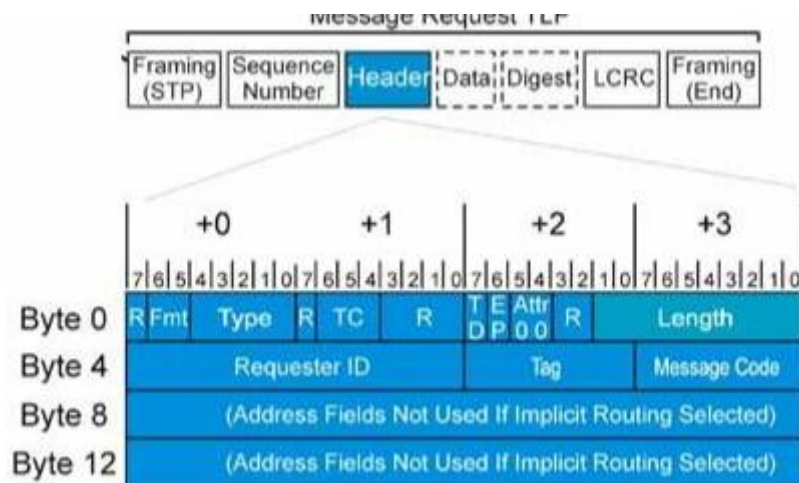 Message Request TLP
Framing (STP) Sequence Number Header Data Digest LCRC Framing (End)
+0 +1 +2 +3
7 6 5 4 3 2 1 0 7 6 5 4 3 2 1 0 7 6 5 4 3 2 1 0 7 6 5 4 3 2 1 0
Byte 0 R Fmt Type R TC R TD EP Attr 0 0 R Length
Byte 4 Requester ID Tag Message Code
Byte 8 (Address Fields Not Used If Implicit Routing Selected)
Byte 12 (Address Fields Not Used If Implicit Routing Selected)